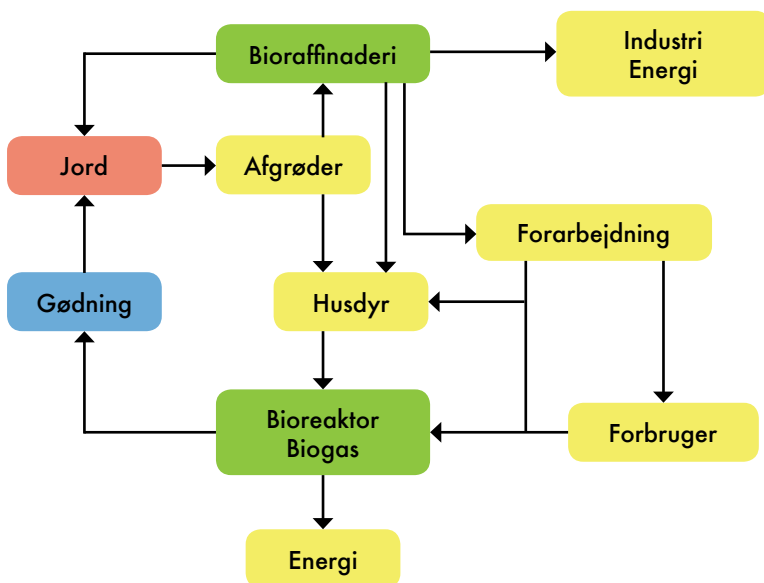 Bioraffinaderi
Industri
Energi
Jord
Afgrøder
Forarbejdning
Gødning
Husdyr
Bioreaktor
Biogas
Forbruger
Energi